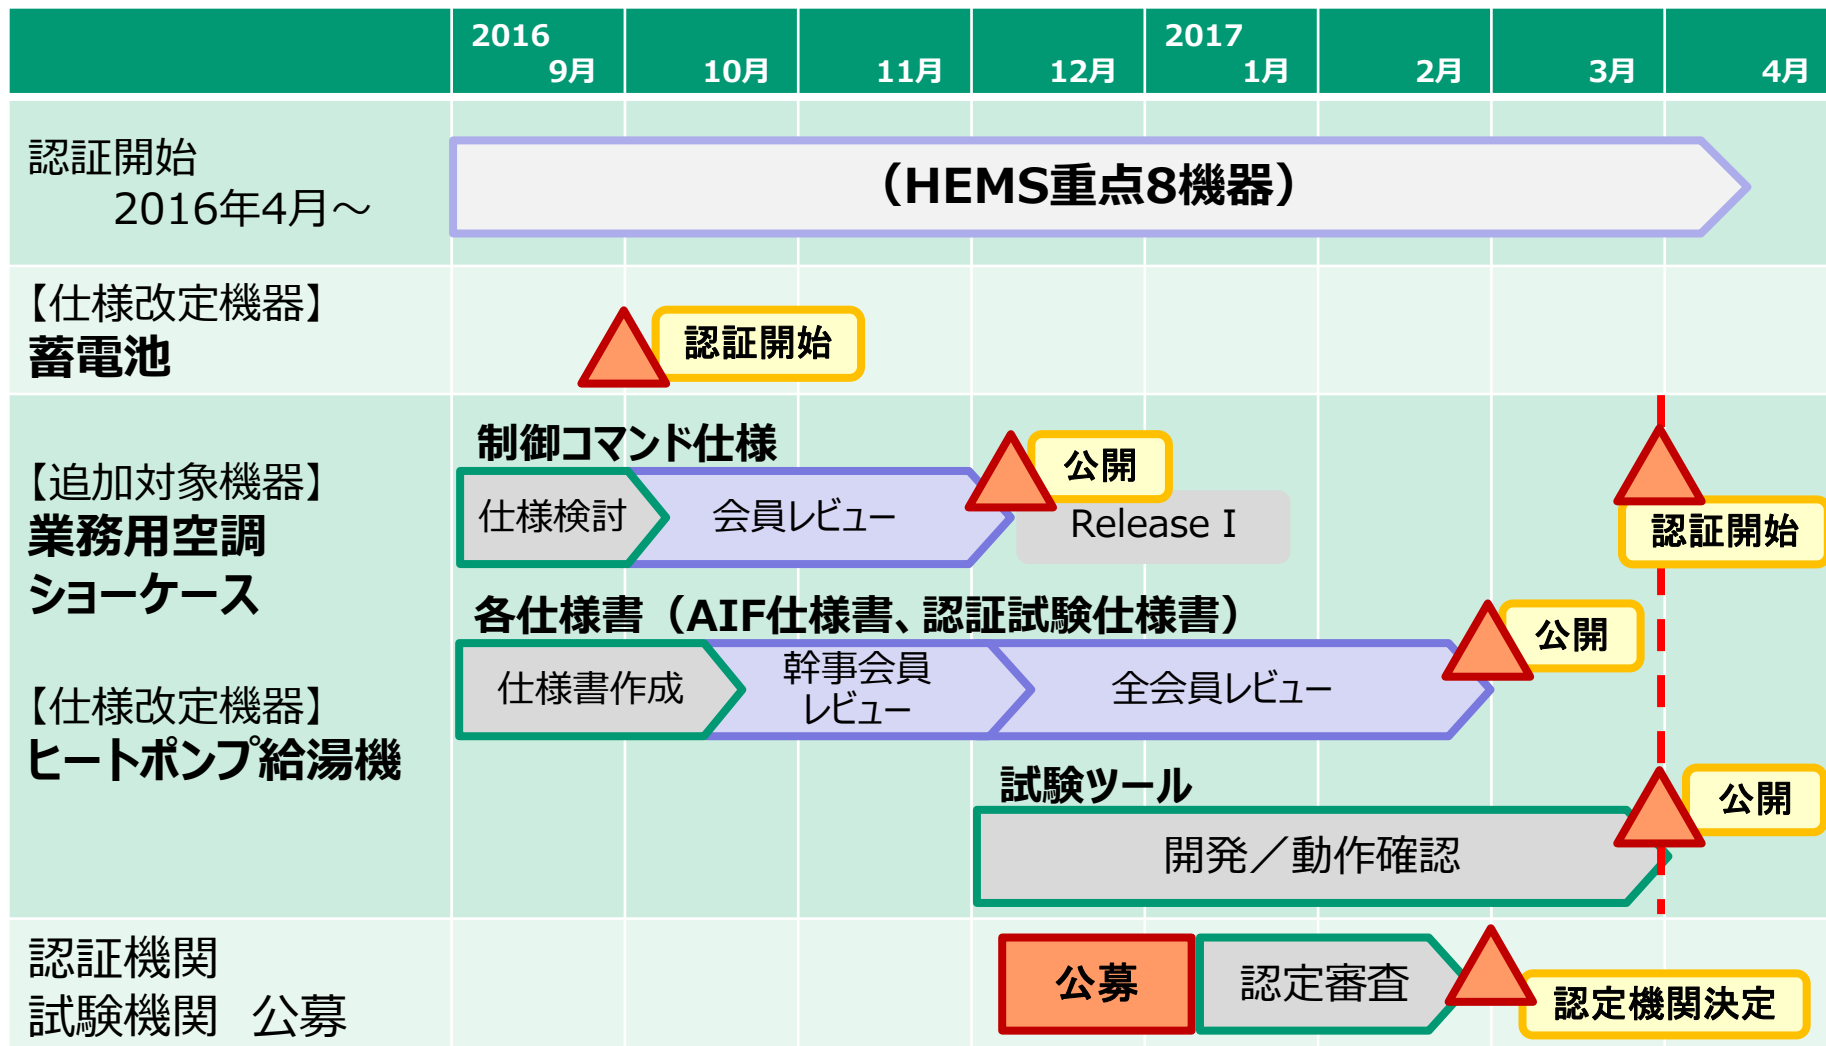 2016
9月
10月
11月
12月
2017
1月
2月
3月
4月
認証開始
2016年4月～
（HEMS重点8機器）
【仕様改定機器】
蓄電池
認証開始
【追加対象機器】
業務用空調
ショーケース
【仕様改定機器】
ヒートポンプ給湯機
制御コマンド仕様
仕様検討
会員レビュー
公開
Release I
認証開始
各仕様書（AIF仕様書、認証試験仕様書）
仕様書作成
幹事会員
レビュー
全会員レビュー
公開
試験ツール
開発／動作確認
公開
認証機関
試験機関　公募
公募
認定審査
認定機関決定